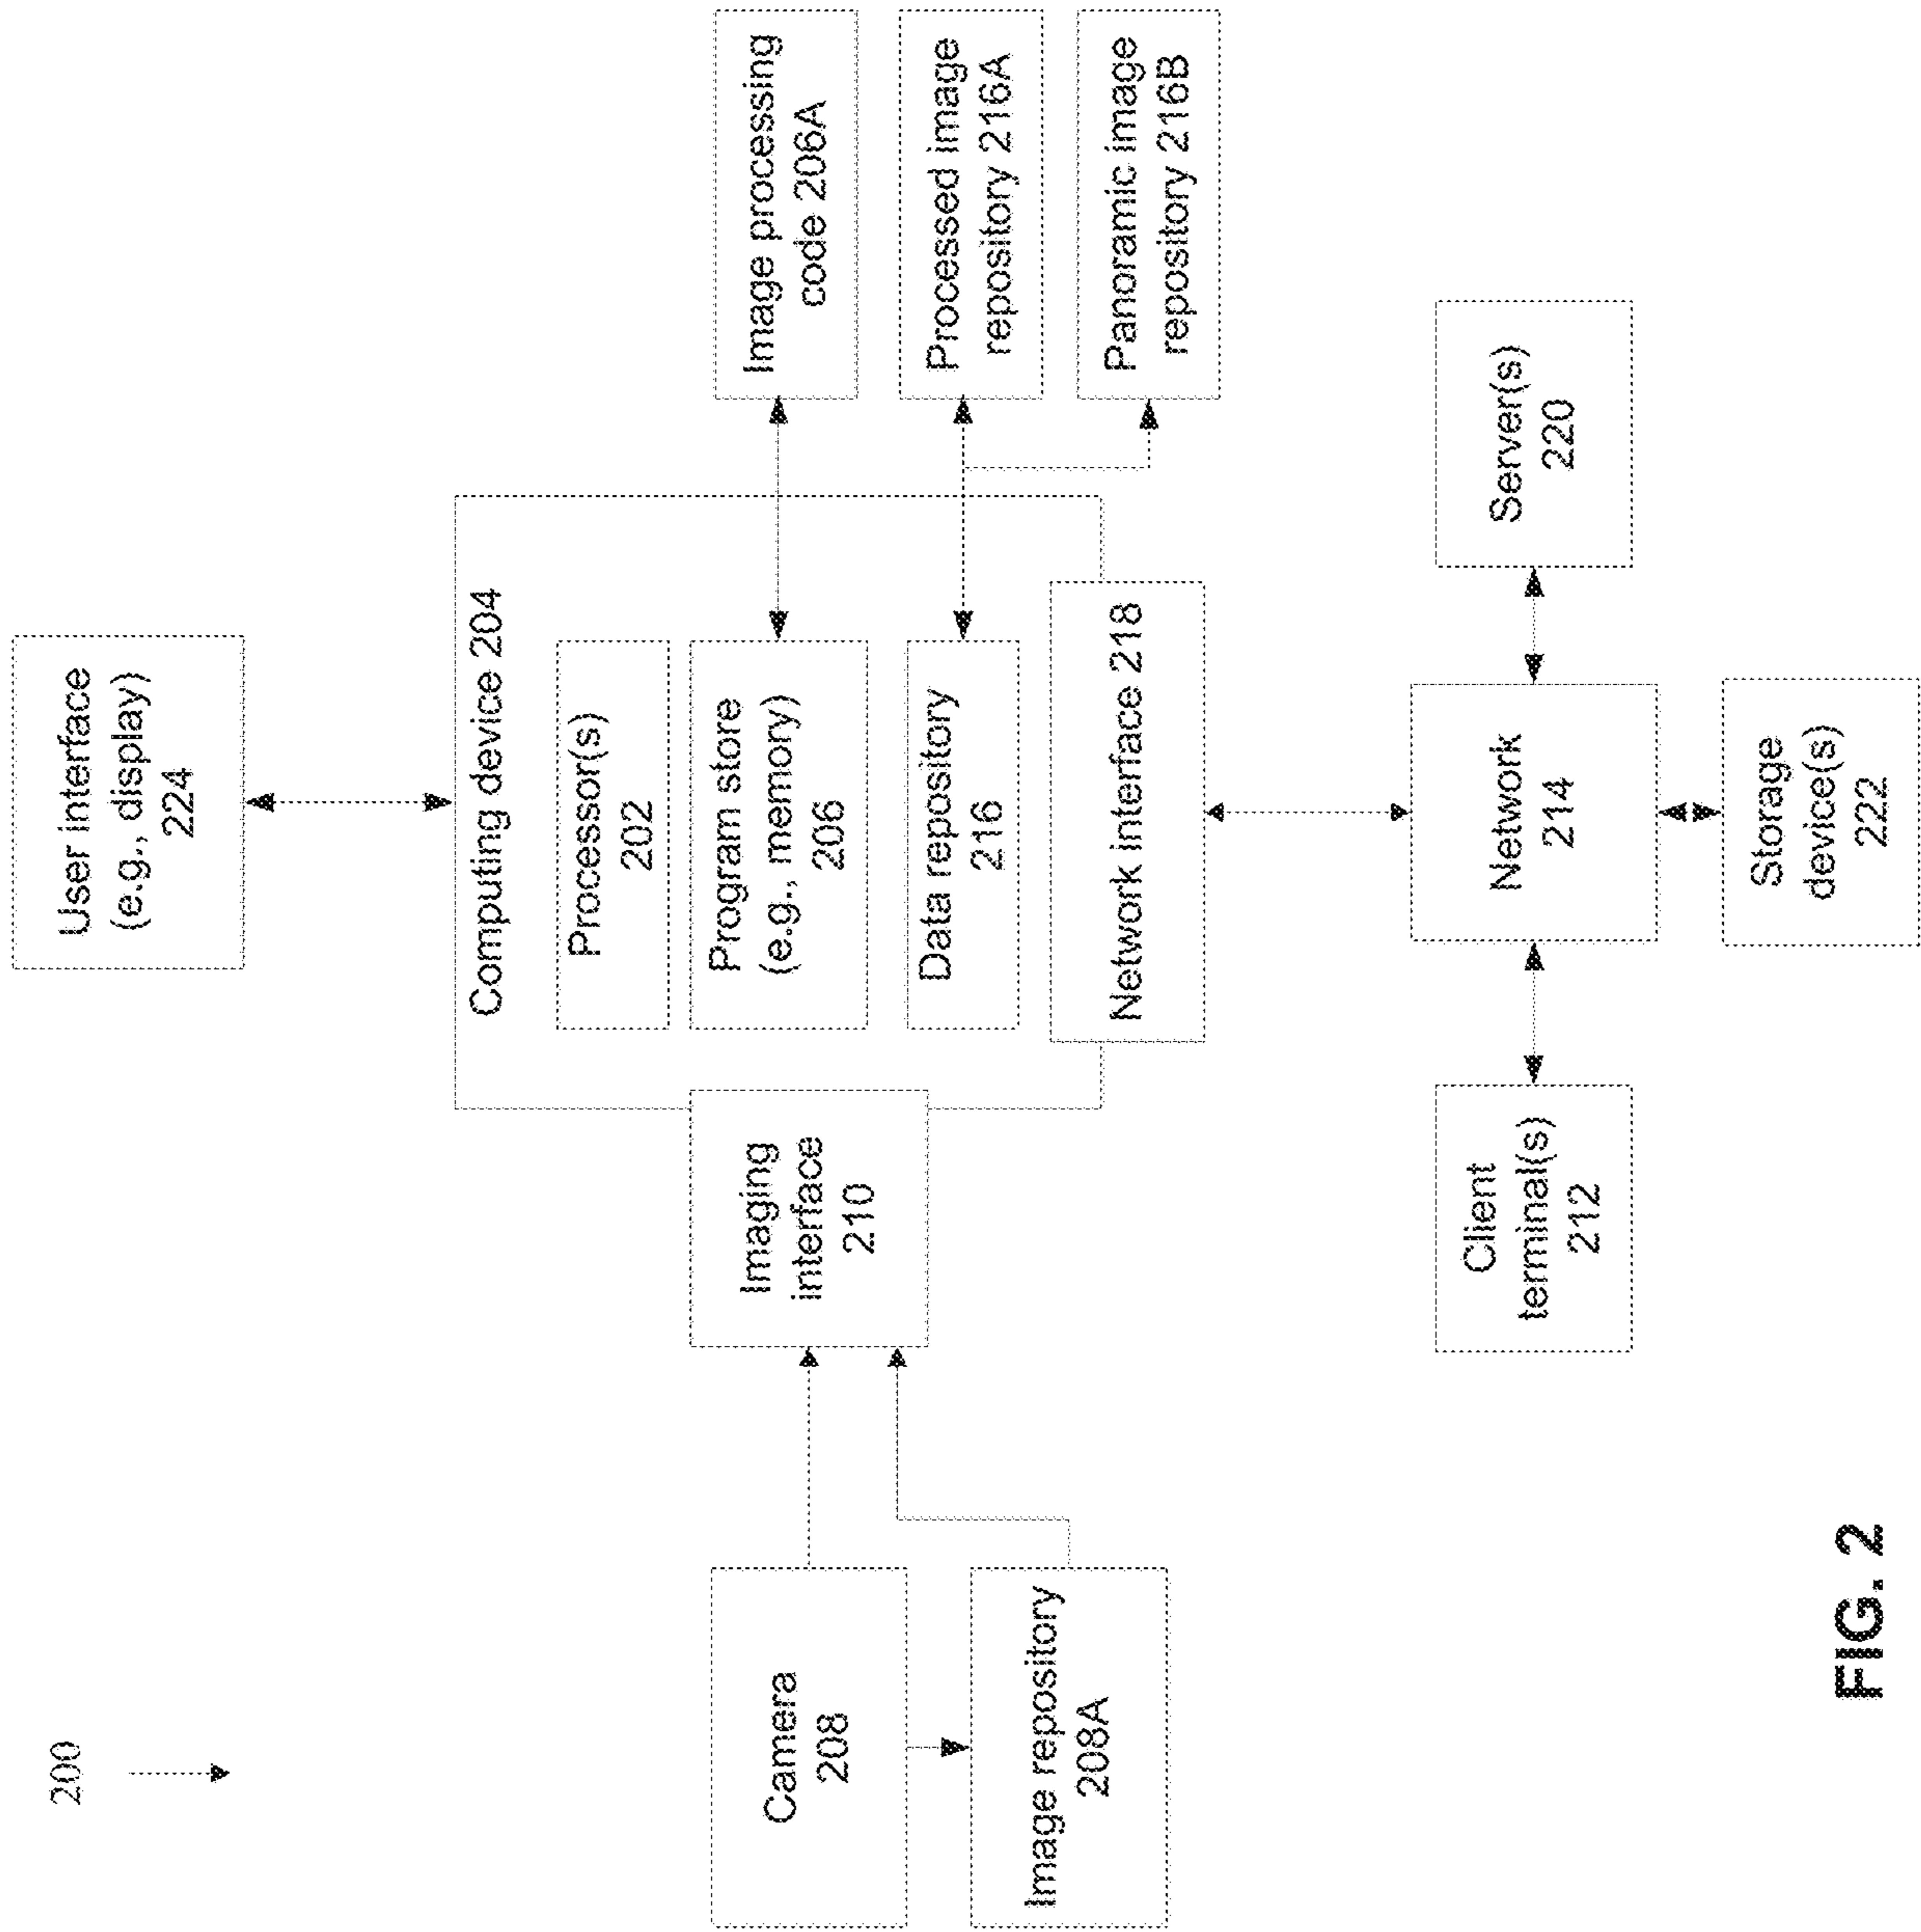 200
User interface
(e.g., display)
224
Computing device 204
Processor(s)
202
Program store
(e.g., memory)
206
Data repository
216
Network interface 218
Imaging
interface
210
Camera
208
Image repository
208A
Image processing
code 206A
Processed image
repository 216A
Panoramic image
repository 216B
Client
terminal(s)
212
Network
214
Server(s)
220
Storage
device(s)
222
FIG. 2